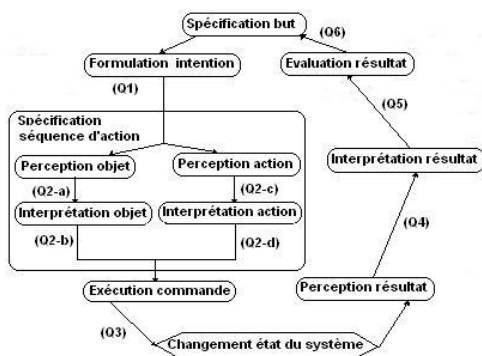 Spécification but
(Q6)
Formulation intention
Evaluation résultat
(Q1)
(Q5)
Spécification
séquence d'action
Perception objet
Perception action
Interprétation résultat
(Q2-a)
(Q2-c)
Interprétation objet
Interprétation action
(Q2-b)
(Q2-d)
(Q4)
Exécution commande
Perception résultat
(Q3)
Changement état du système